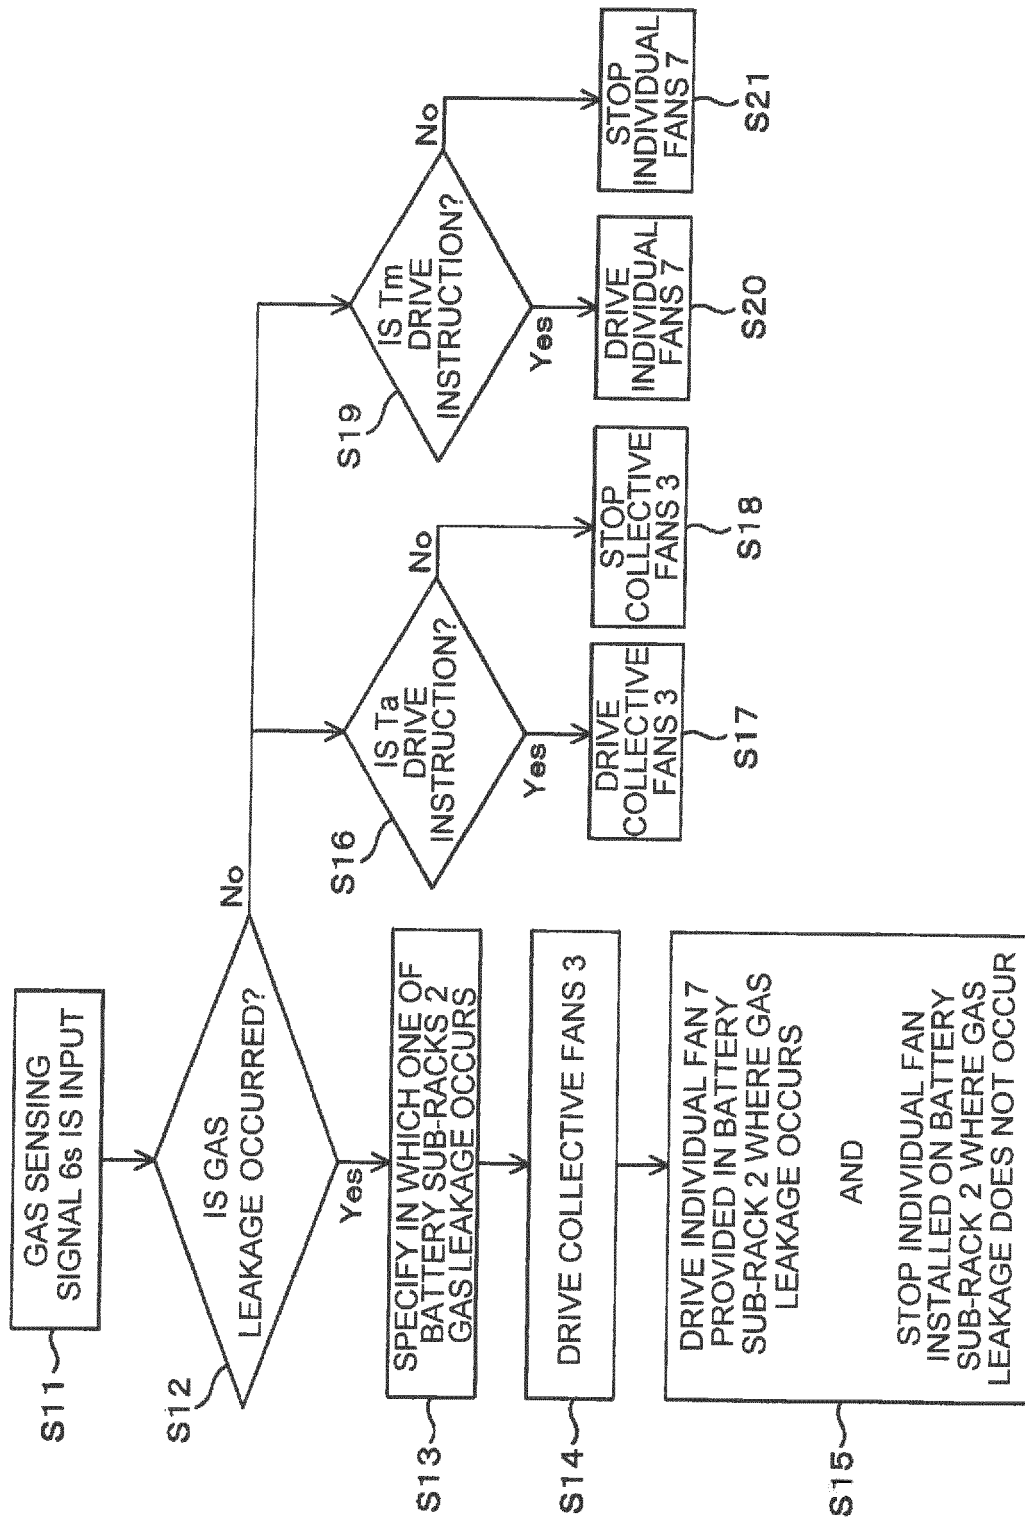 S11
GAS SENSING
SIGNAL 6s IS INPUT
S12
IS GAS
LEAKAGE OCCURRED?
No
Yes
S13
SPECIFY IN WHICH ONE OF
BATTERY SUB-RACKS 2
GAS LEAKAGE OCCURS
S14
DRIVE COLLECTIVE FANS 3
S15
DRIVE INDIVIDUAL FAN 7
PROVIDED IN BATTERY
SUB-RACK 2 WHERE GAS
LEAKAGE OCCURS
AND
STOP INDIVIDUAL FAN
INSTALLED ON BATTERY
SUB-RACK 2 WHERE GAS
LEAKAGE DOES NOT OCCUR
S16
IS Ta
DRIVE
INSTRUCTION?
No
Yes
DRIVE
COLLECTIVE
FANS 3
S17
STOP
COLLECTIVE
FANS 3
S18
S19
IS Tm
DRIVE
INSTRUCTION?
No
Yes
DRIVE
INDIVIDUAL
FANS 7
S20
STOP
INDIVIDUAL
FANS 7
S21